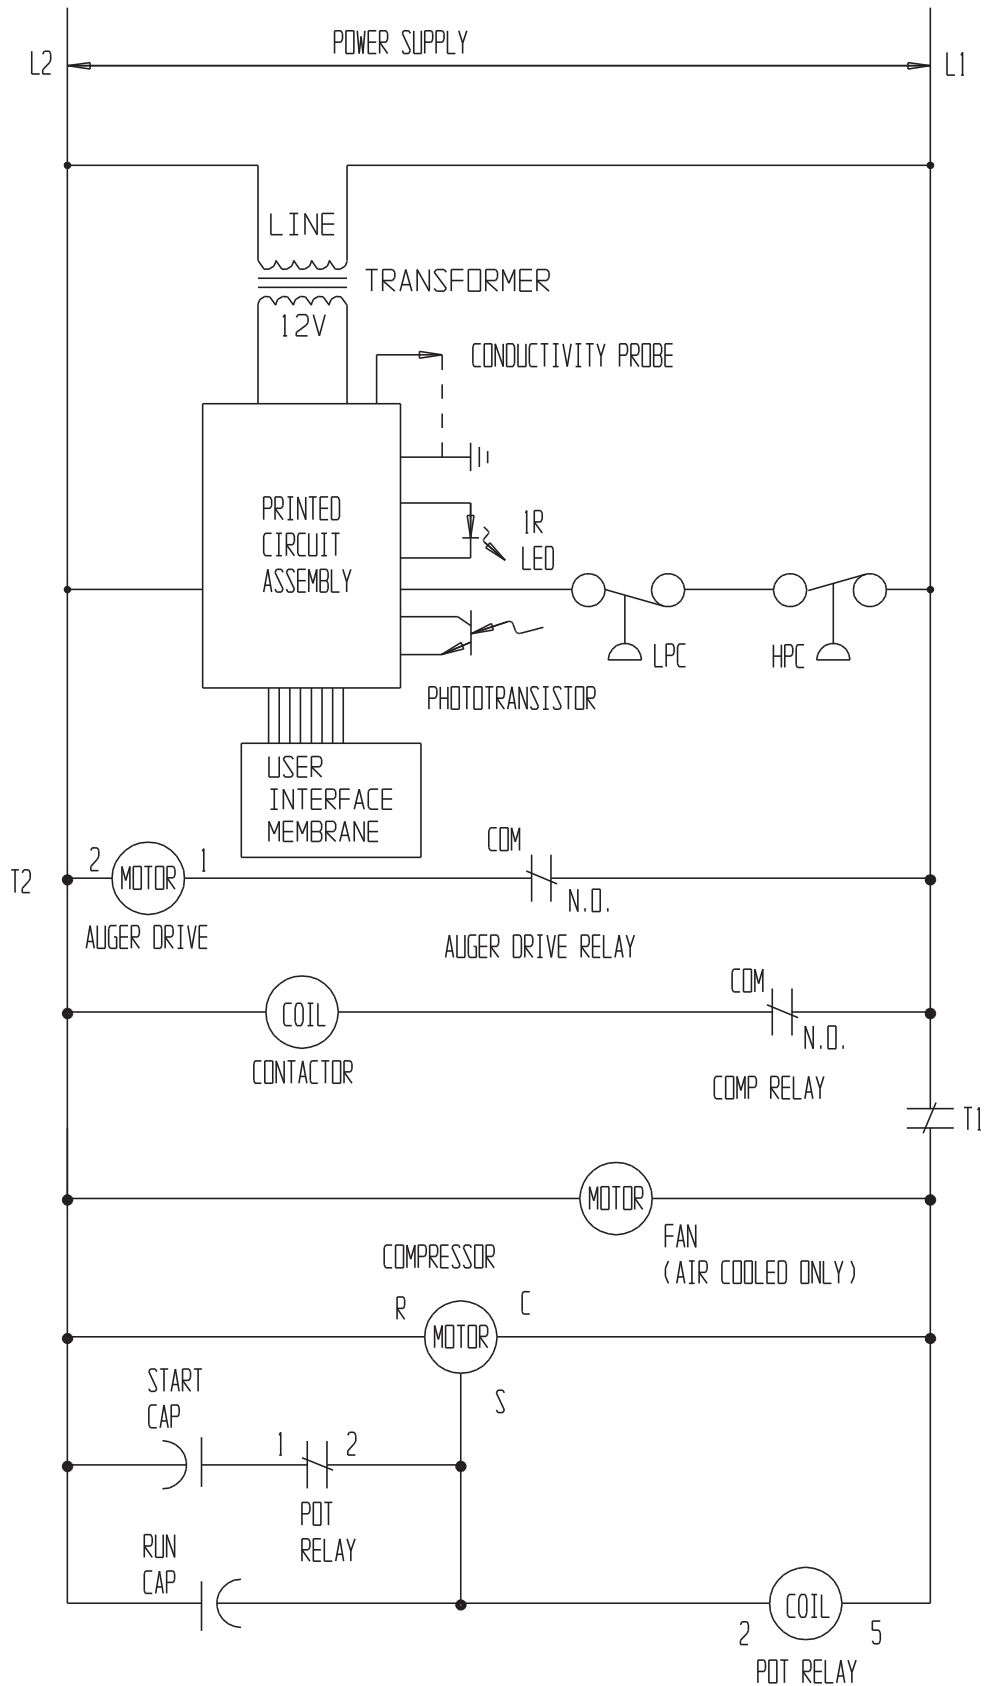 POWER SUPPLY
L2
L1
LINE
TRANSFORMER
12V
CONDUCTIVITY PROBE
PRINTED
CIRCUIT
ASSEMBLY
1R
LED
LPC
HPC
PHOTOTRANSISTOR
USER
INTERFACE
MEMBRANE
COM
T2
2
MOTOR
1
N.O.
AUGER DRIVE
AUGER DRIVE RELAY
COM
COIL
N.O.
CONTACTOR
COMP RELAY
T1
MOTOR
FAN
(AIR COOLED ONLY)
COMPRESSOR
R
C
MOTOR
S
START
CAP
1
2
POT
RELAY
RUN
CAP
COIL
2
5
POT RELAY